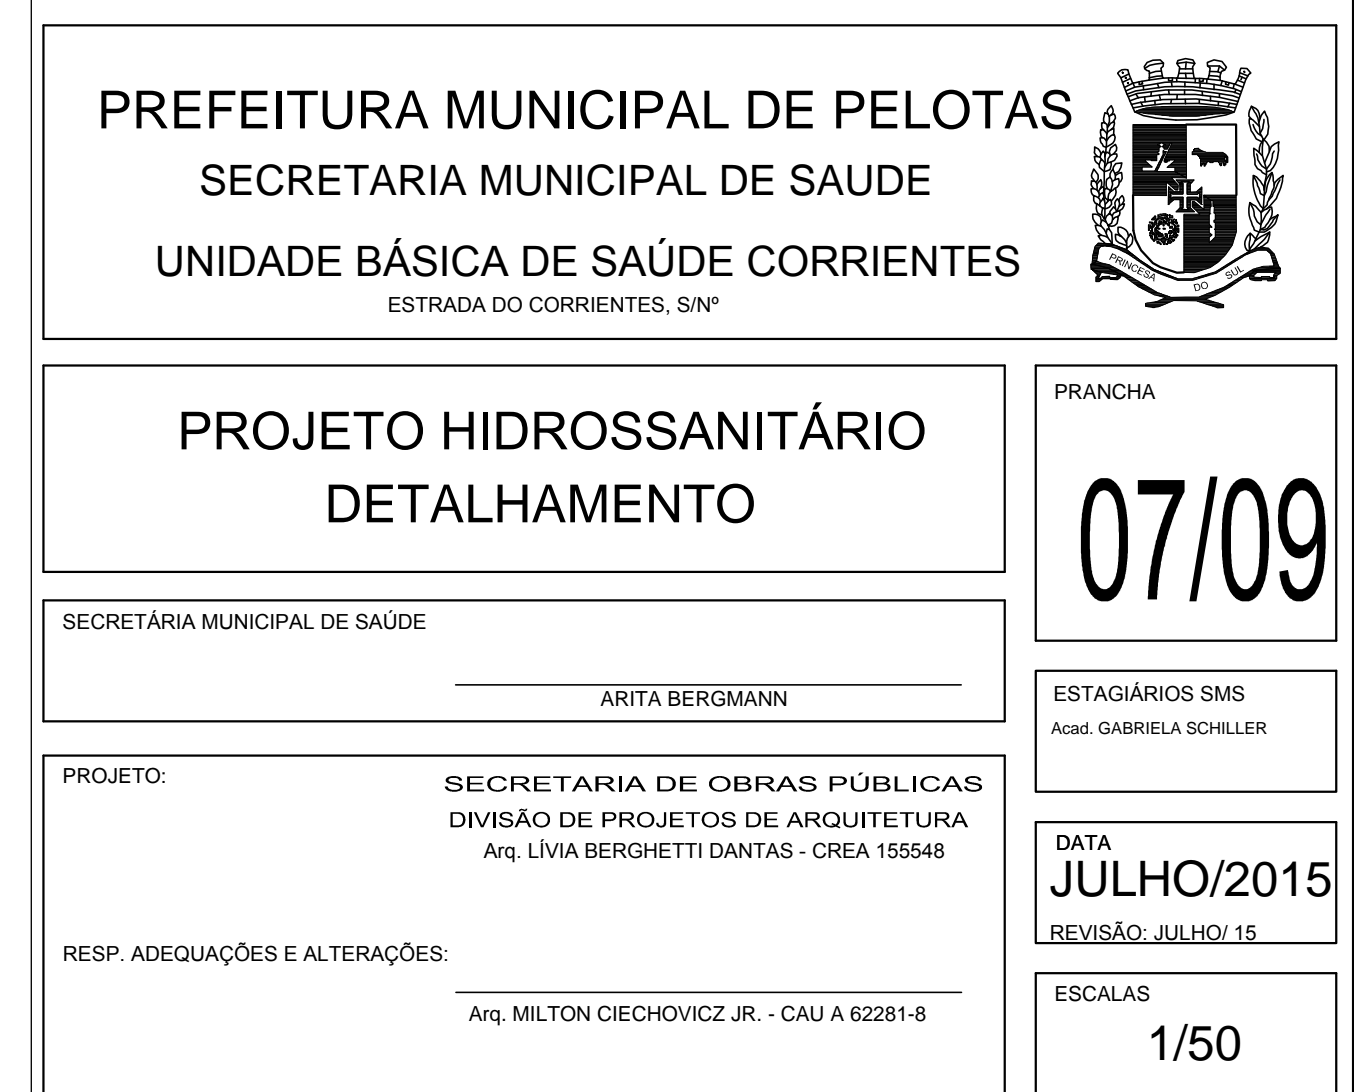 PREFEITURA MUNICIPAL DE PELOTAS
SECRETARIA MUNICIPAL DE SAUDE
UNIDADE BÁSICA DE SAÚDE CORRIENTES
ESTRADA DO CORRIENTES, S/Nº
PRINCESA DO SUL
PROJETO HIDROSSANITÁRIO
DETALHAMENTO
PRANCHA
07/09
SECRETÁRIA MUNICIPAL DE SAÚDE
ARITA BERGMANN
ESTAGIÁRIOS SMS
Acad. GABRIELA SCHILLER
PROJETO:
SECRETARIA DE OBRAS PÚBLICAS
DIVISÃO DE PROJETOS DE ARQUITETURA
Arq. LÍVIA BERGHETTI DANTAS - CREA 155548
DATA
JULHO/2015
REVISÃO: JULHO/ 15
RESP. ADEQUAÇÕES E ALTERAÇÕES:
Arq. MILTON CIECHOVICZ JR. - CAU A 62281-8
ESCALAS
1/50